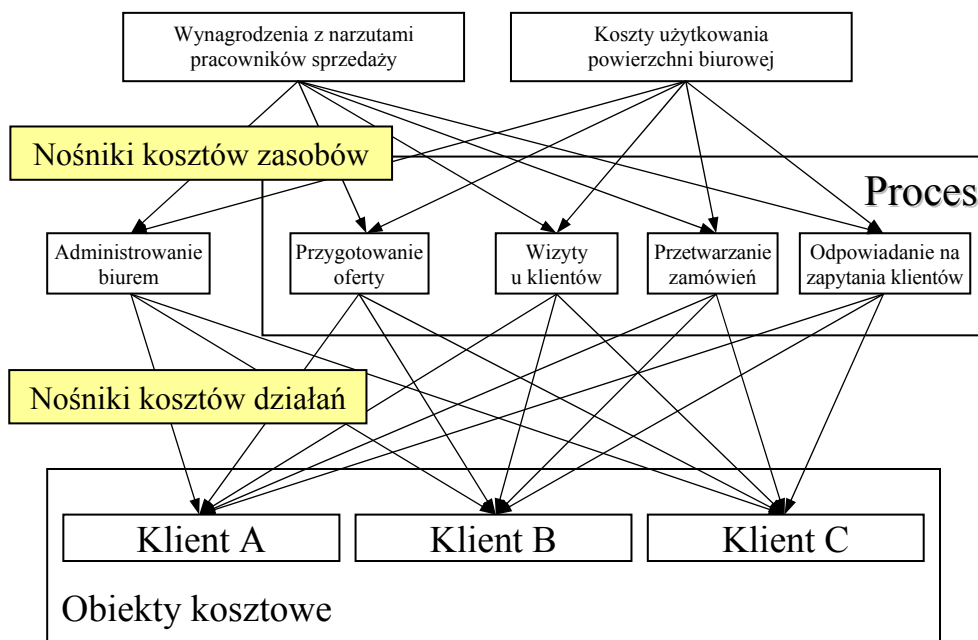 Wynagrodzenia z narzutami
pracowników sprzedaży
Koszty użytkowania
powierzchni biurowej
Nośniki kosztów zasobów
Proces
Administrowanie
biurem
Przygotowanie
oferty
Wizyty
u klientów
Przetwarzanie
zamówień
Odpowiadanie na
zapytania klientów
Nośniki kosztów działań
Klient A
Klient B
Klient C
Obiekty kosztowe